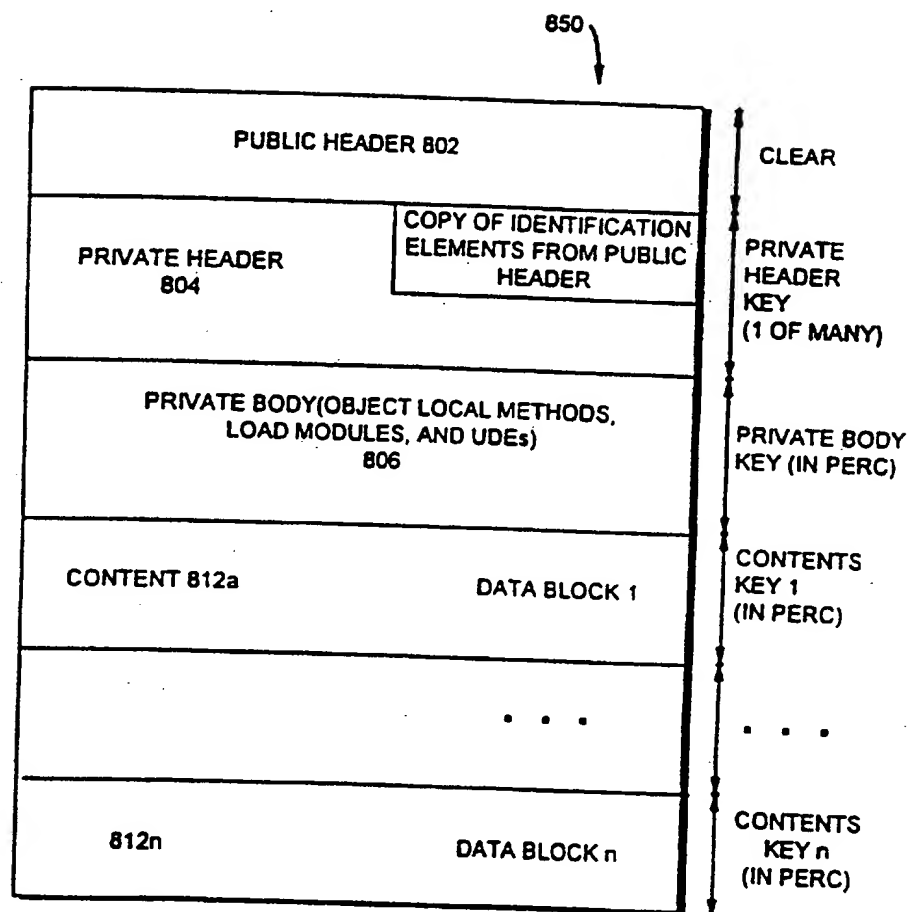 850
PUBLIC HEADER 802
CLEAR
PRIVATE HEADER
804
COPY OF IDENTIFICATION
ELEMENTS FROM PUBLIC
HEADER
PRIVATE
HEADER
KEY
(1 OF MANY)
PRIVATE BODY(OBJECT LOCAL METHODS,
LOAD MODULES, AND UDEs)
806
PRIVATE BODY
KEY (IN PERC)
CONTENT 812a
DATA BLOCK 1
CONTENTS
KEY 1
(IN PERC)
. . .
. . .
812n
DATA BLOCK n
CONTENTS
KEY n
(IN PERC)